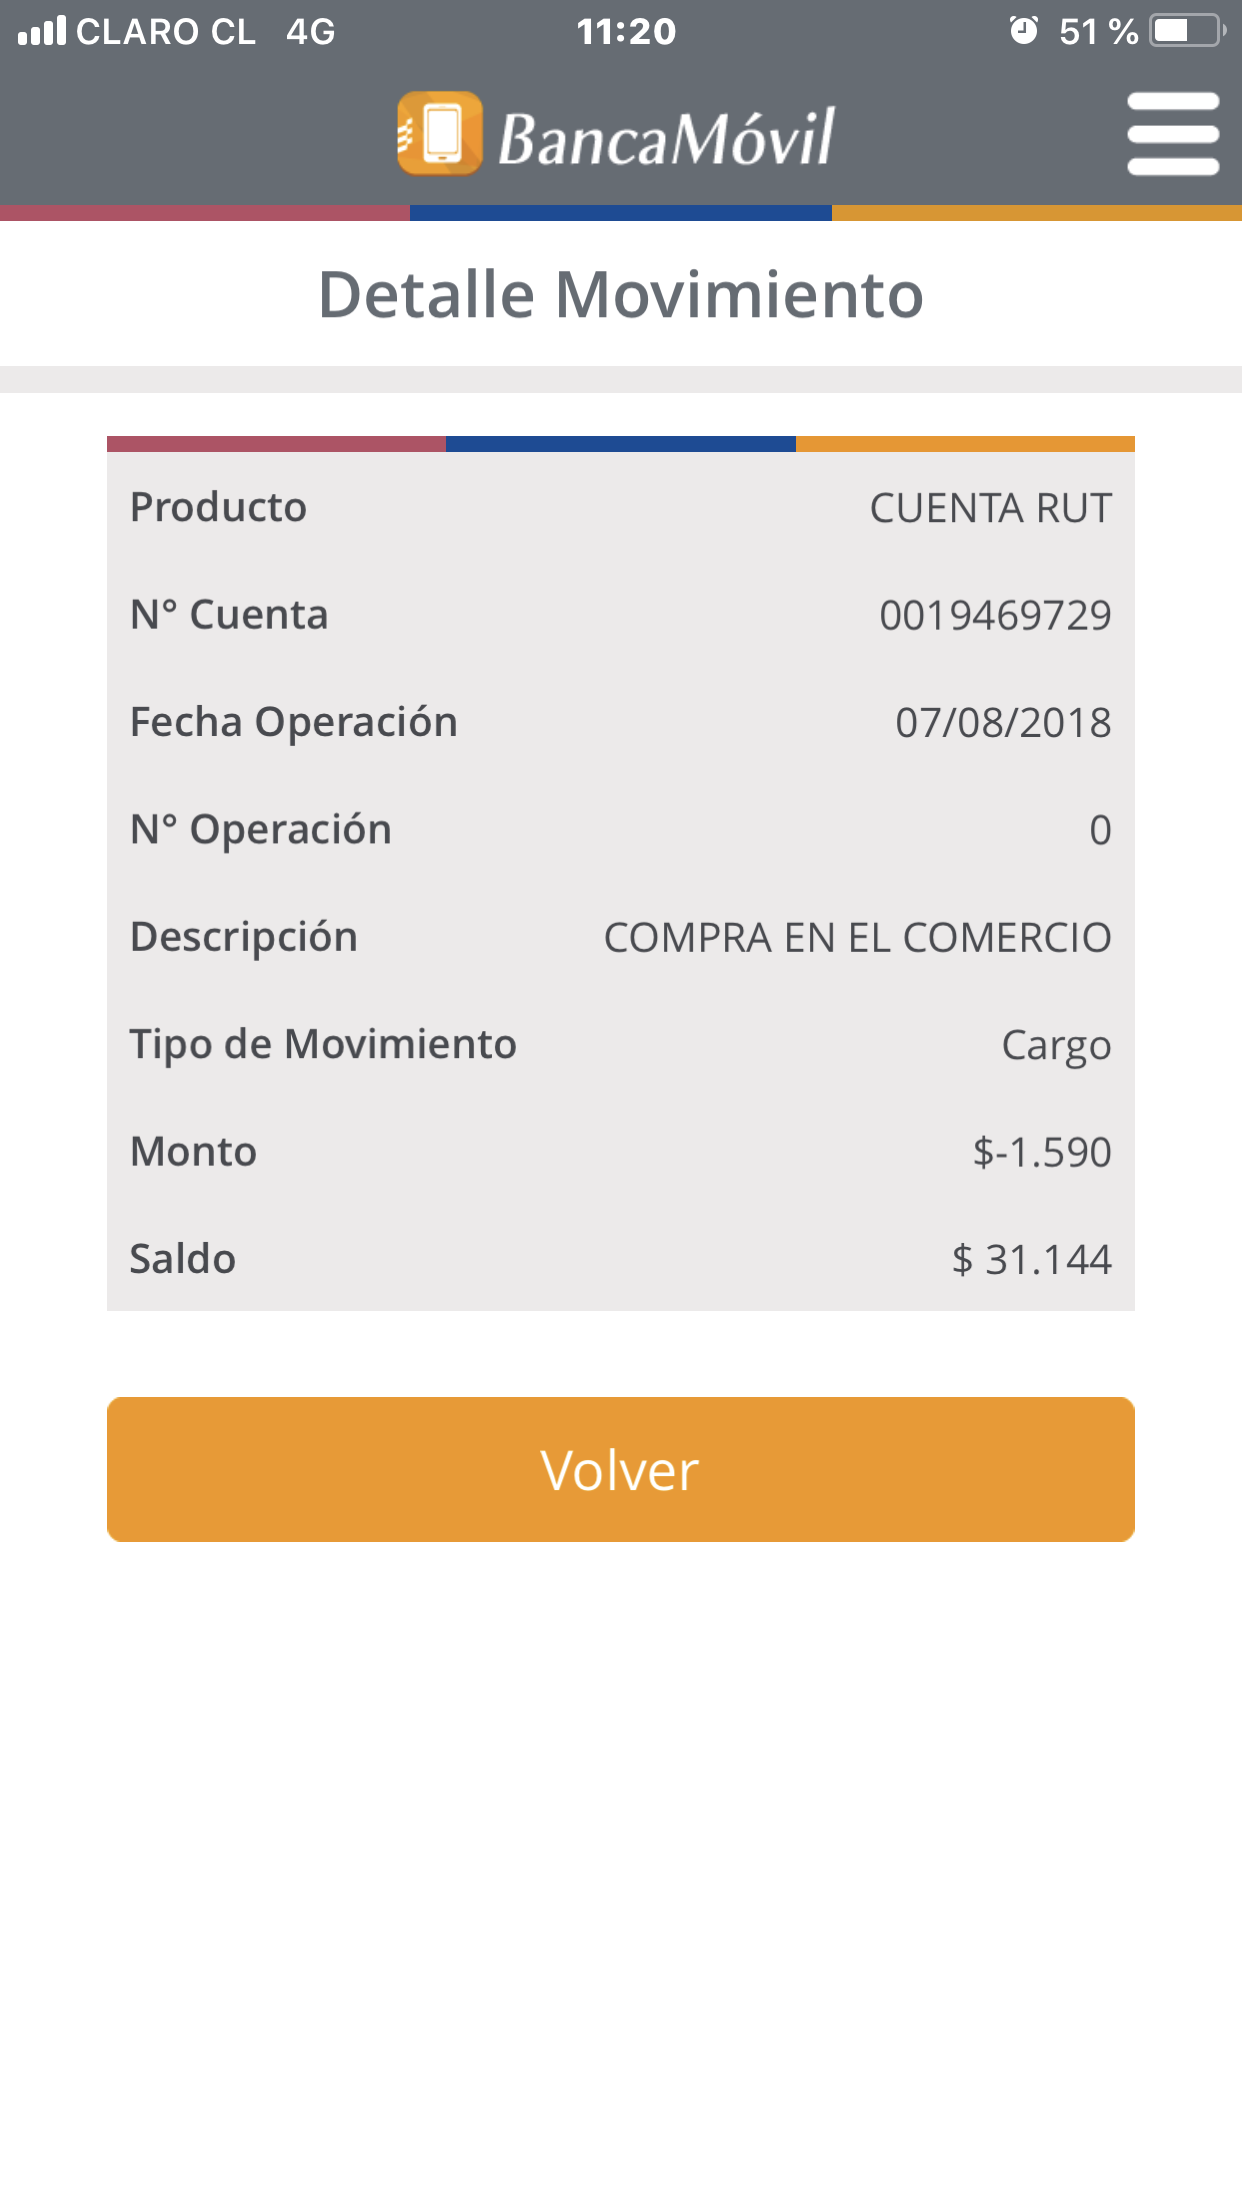 CLARO CL 4G 11:20 51 %
BancaMóvil
Detalle Movimiento
Producto CUENTA RUT
N° Cuenta 0019469729
Fecha Operación 07/08/2018
N° Operación 0
Descripción COMPRA EN EL COMERCIO
Tipo de Movimiento Cargo
Monto $-1.590
Saldo $ 31.144
Volver